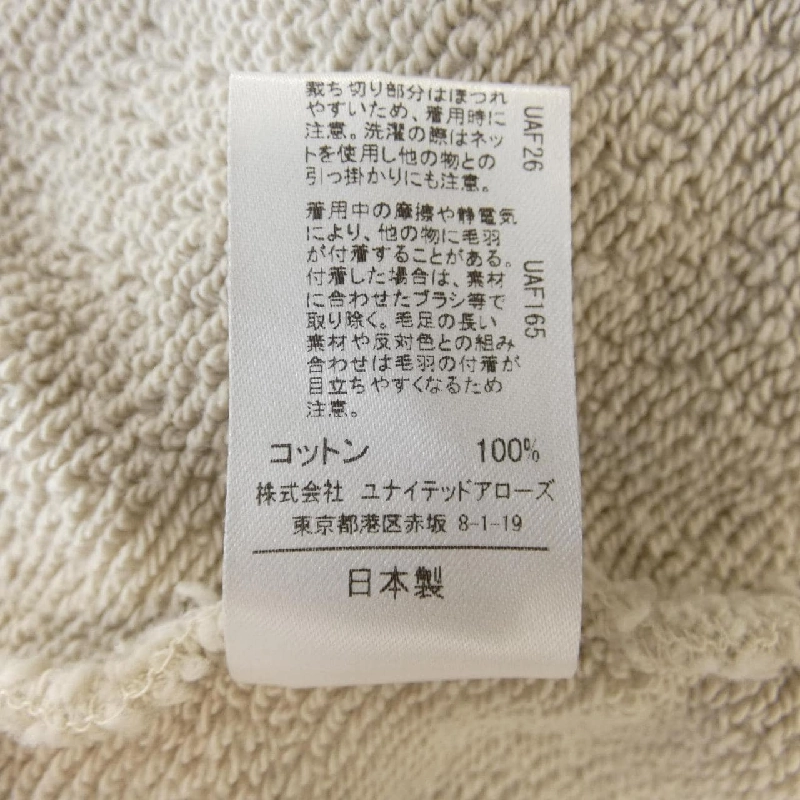 裁ち切り部分はほつれ
やすいため、着用時に
注意。洗濯の際はネッ
トを使用し他の物との
引っ掛かりにも注意。
UAF26
着用中の摩擦や静電気
により、他の物に毛羽
が付着することがある。
付着した場合は、素材
に合わせたブラシ等で
取り除く。毛足の長い
素材や反対色との組み
合わせは毛羽の付着が
目立ちやすくなるため
注意。
UAF165
コットン 100%
株式会社 ユナイテッドアローズ
東京都港区赤坂 8-1-19
日本製